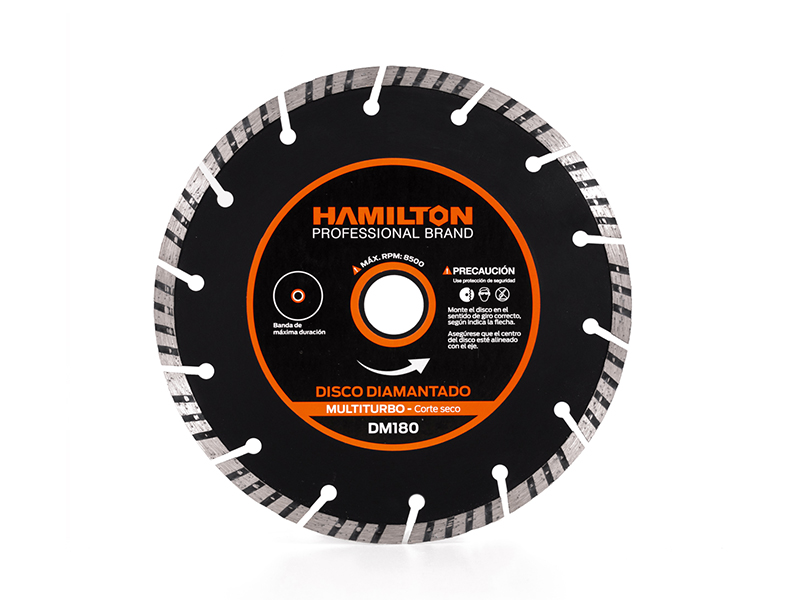 HAMILTON
PROFESSIONAL BRAND
MÁX. RPM: 8500
PRECAUCIÓN
Use protección de seguridad
Monte el disco en el
sentido de giro correcto,
según indica la flecha.
Asegúrese que el centro
del disco esté alineado
con el eje.
Banda de
máxima duración
DISCO DIAMANTADO
MULTITURBO - Corte seco
DM180